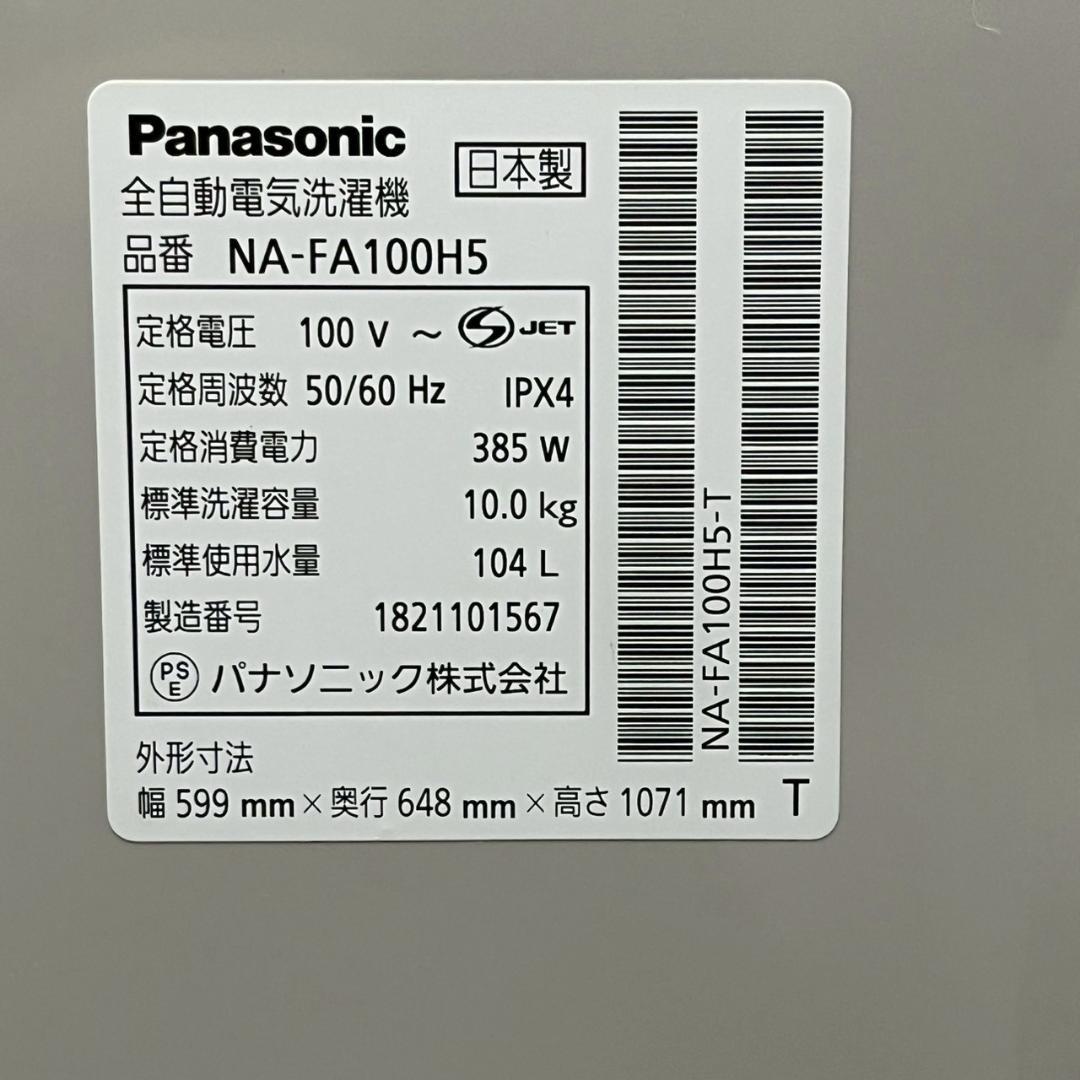 Panasonic
日本製
全自動電気洗濯機
品番 NA-FA100H5
定格電圧 100 V ~ S JET
定格周波数 50/60 Hz IPX4
定格消費電力 385 W
標準洗濯容量 10.0 kg
標準使用水量 104 L
製造番号 1821101567
PSE パナソニック株式会社
外形寸法
幅 599 mm×奥行 648 mm×高さ 1071 mm T
NA-FA100H5-T